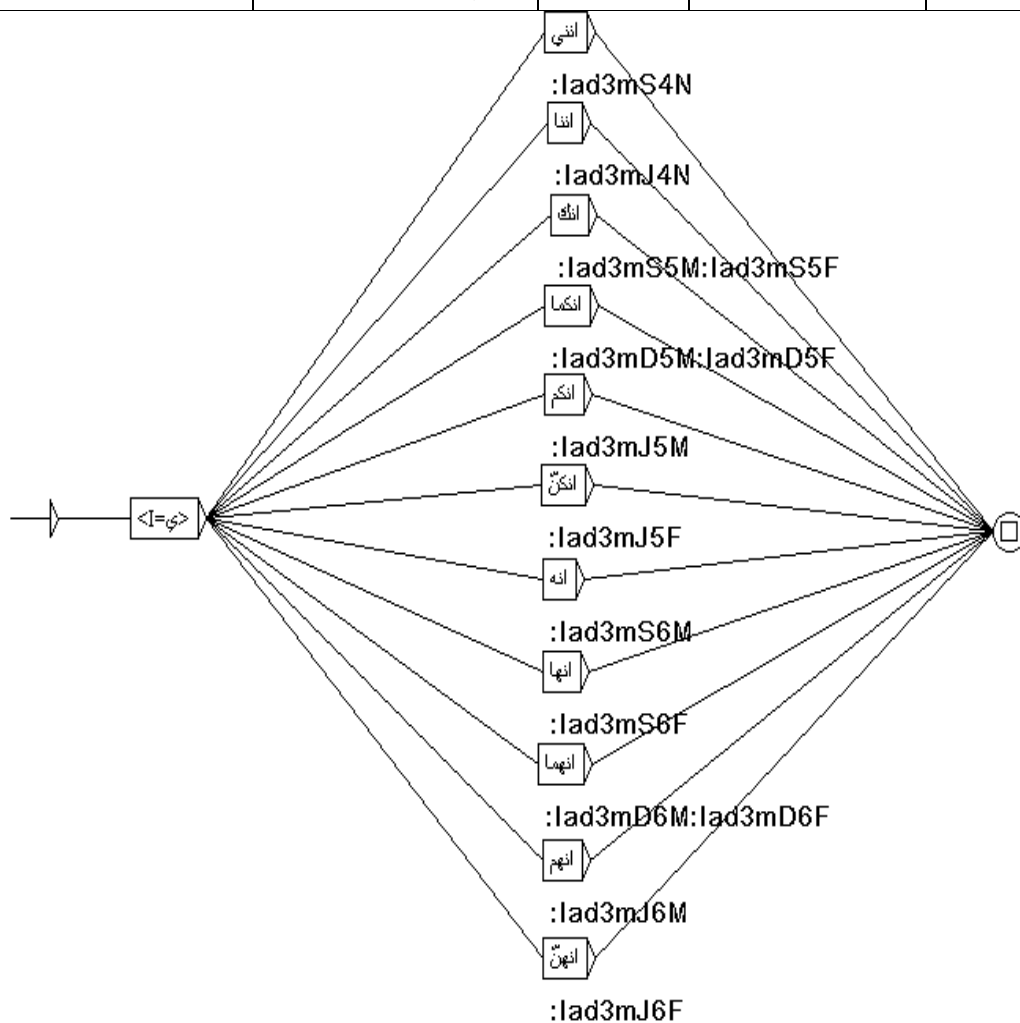 انني
:Iad3mS4N
اننا
:Iad3mJ4N
انك
:Iad3mS5M:Iad3mS5F
انكما
:Iad3mD5M:Iad3mD5F
انكم
:Iad3mJ5M
انكنّ
<I=ي>
:Iad3mJ5F
انه
:Iad3mS6M
انها
:Iad3mS6F
انهما
:Iad3mD6M:Iad3mD6F
انهم
:Iad3mJ6M
انهنّ
:Iad3mJ6F